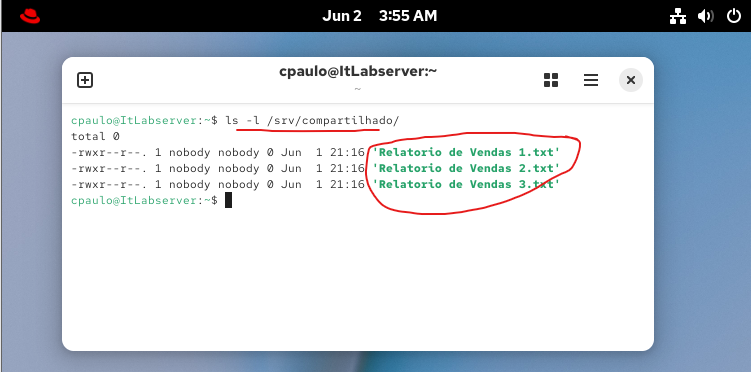 Jun 2 3:55 AM
cpaulo@ItLabserver:~
~
cpaulo@ItLabserver:~$ ls -l /srv/compartilhado/
total 0
-rwxr--r--. 1 nobody nobody 0 Jun  1 21:16 'Relatorio de Vendas 1.txt'
-rwxr--r--. 1 nobody nobody 0 Jun  1 21:16 'Relatorio de Vendas 2.txt'
-rwxr--r--. 1 nobody nobody 0 Jun  1 21:16 'Relatorio de Vendas 3.txt'
cpaulo@ItLabserver:~$